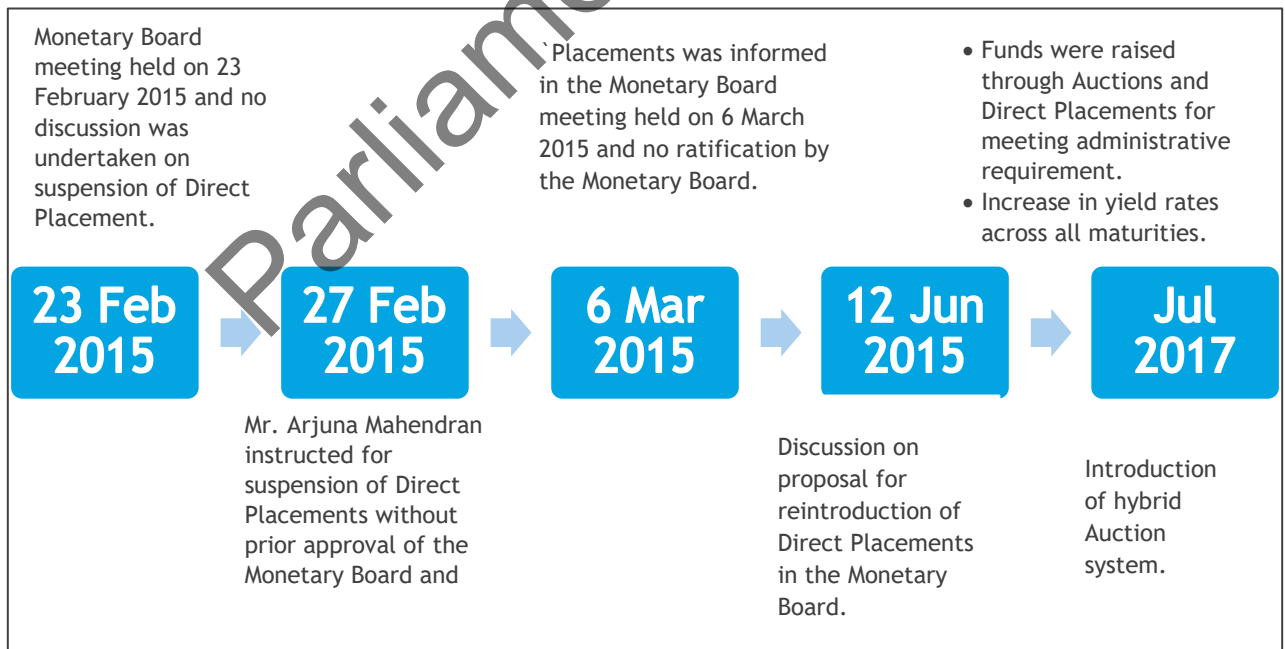 Monetary Board
meeting held on 23
February 2015 and no
discussion was
undertaken on
suspension of Direct
Placement.
`Placements was informed
in the Monetary Board
meeting held on 6 March
2015 and no ratification by
the Monetary Board.
• Funds were raised
through Auctions and
Direct Placements for
meeting administrative
requirement.
• Increase in yield rates
across all maturities.
23 Feb
2015
27 Feb
2015
6 Mar
2015
12 Jun
2015
Jul
2017
Mr. Arjuna Mahendran
instructed for
suspension of Direct
Placements without
prior approval of the
Monetary Board and
Discussion on
proposal for
reintroduction of
Direct Placements
in the Monetary
Board.
Introduction
of hybrid
Auction
system.